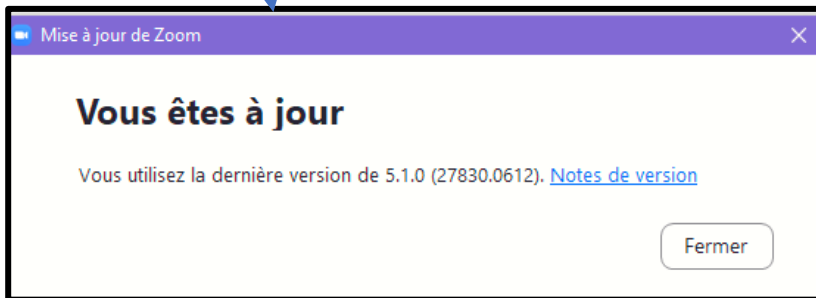 Mise à jour de Zoom
Vous êtes à jour
Vous utilisez la dernière version de 5.1.0 (27830.0612). Notes de version
Fermer